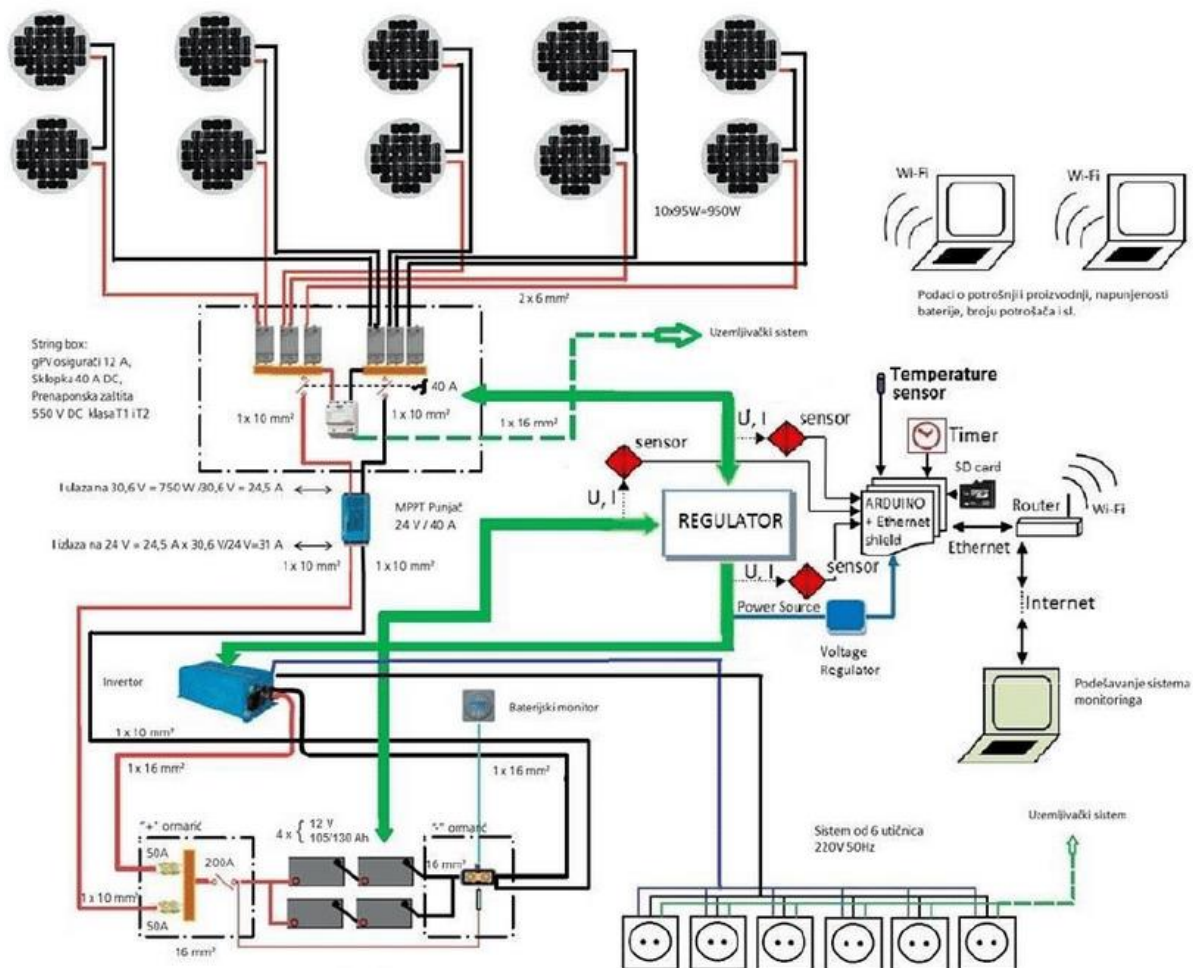 10x95W=950W
2 x 6 mm²
Wi-Fi
Wi-Fi
Podaci o potrošnji i proizvodnji, napunjenosti
baterije, broju potrošača i sl.
String box:
gPV osigurači 12 A,
Sklopka 40 A DC,
Prenaponska zaštita
550 V DC klasa T1 i T2
40 A
1 x 10 mm²
1 x 10 mm²
Uzemljivački sistem
1 x 16 mm²
Temperature
sensor
Timer
SD card
U, I
sensor
sensor
U, I
REGULATOR
ARDUINO
+ Ethernet
shield
Router
Wi-Fi
Ethernet
Internet
U, I
sensor
Power Source
Voltage
Regulator
Podešavanje sistema
monitoringa
I ulaza na 30,6 V = 750 W /30,6 V = 24,5 A
MPPT Punjač
24 V / 40 A
I izlaza na 24 V = 24,5 A x 30,6 V/24 V=31 A
1 x 10 mm²
1 x 10 mm²
Invertor
Baterijski monitor
1 x 10 mm²
1 x 16 mm²
1 x 16 mm²
"+" ormarić
50A
200A
1 x 10 mm²
50A
16 mm²
4 x { 12 V
105/130 Ah
"-" ormarić
16 mm²
Sistem od 6 utičnica
220V 50Hz
Uzemljivački sistem